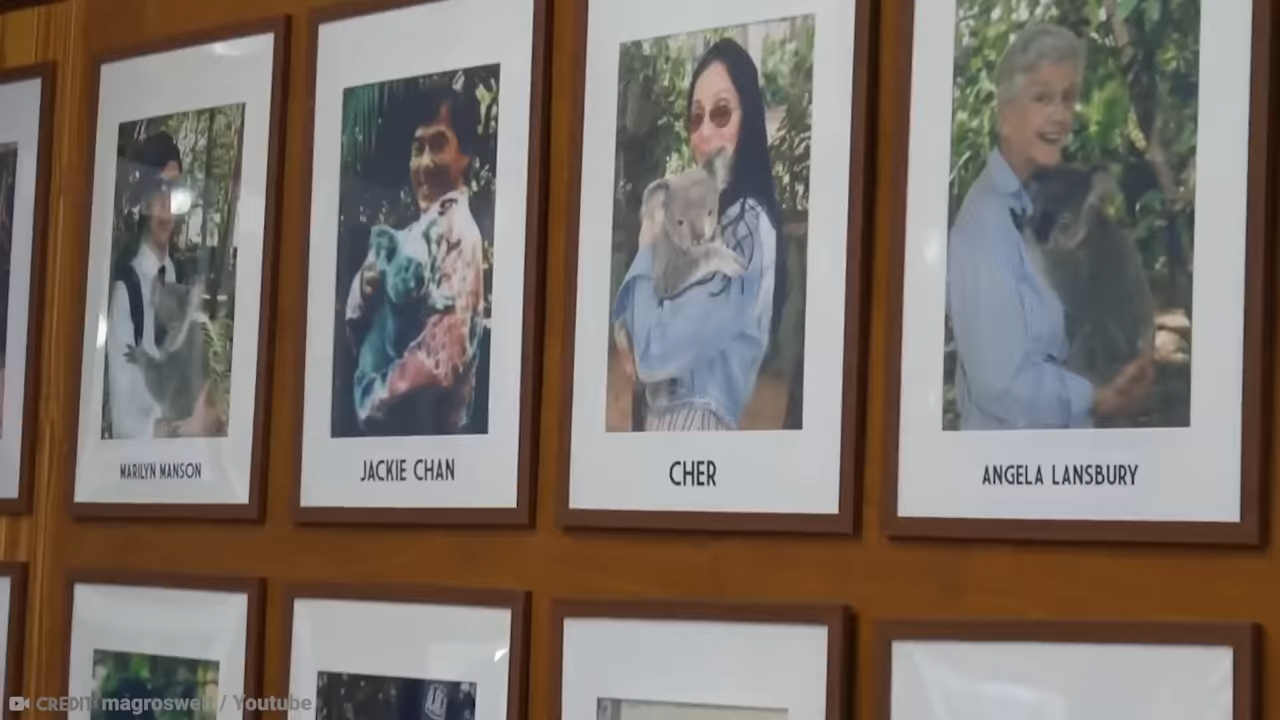 MARILYN MANSON
JACKIE CHAN
CHER
ANGELA LANSBURY
CREDIT magroswell / Youtube